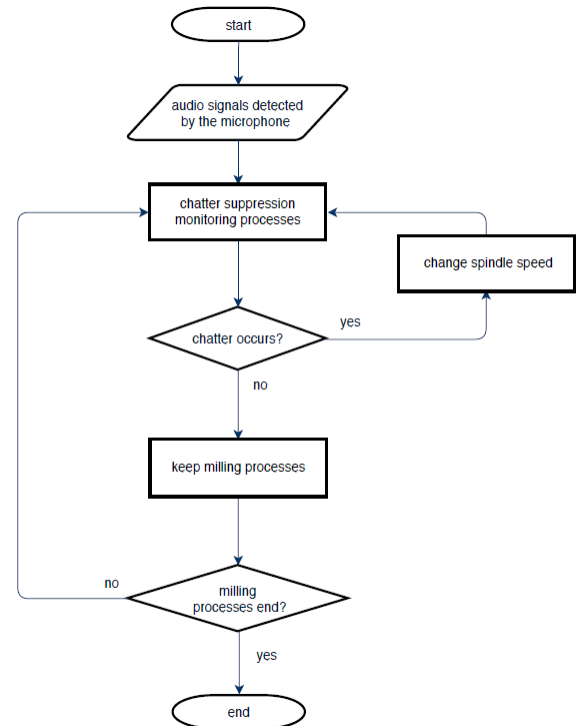 start
audio signals detected
by the microphone
chatter suppression
monitoring processes
change spindle speed
chatter occurs?
yes
no
keep milling processes
no
milling
processes end?
yes
end